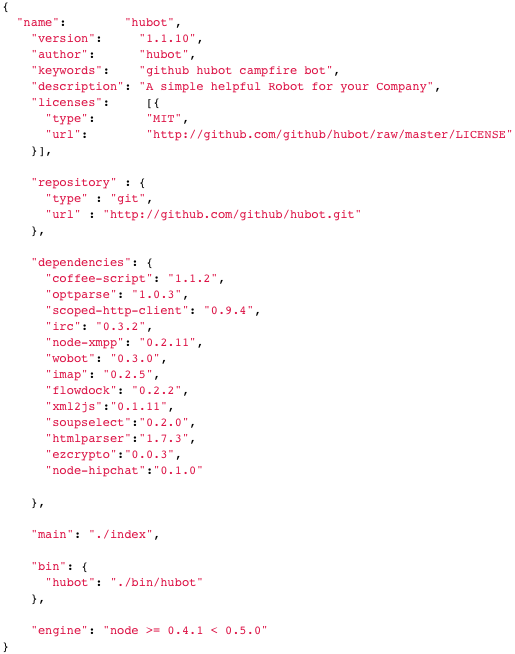 {
  "name":        "hubot",
    "version":     "1.1.10",
    "author":      "hubot",
    "keywords":    "github hubot campfire bot",
    "description": "A simple helpful Robot for your Company",
    "licenses":     [{
      "type":        "MIT",
      "url":         "http://github.com/github/hubot/raw/master/LICENSE"
    }],

    "repository" : {
      "type" : "git",
      "url" : "http://github.com/github/hubot.git"
    },

    "dependencies": {
      "coffee-script": "1.1.2",
      "optparse": "1.0.3",
      "scoped-http-client": "0.9.4",
      "irc": "0.3.2",
      "node-xmpp": "0.2.11",
      "wobot": "0.3.0",
      "imap": "0.2.5",
      "flowdock": "0.2.2",
      "xml2js":"0.1.11",
      "soupselect":"0.2.0",
      "htmlparser":"1.7.3",
      "ezcrypto":"0.0.3",
      "node-hipchat":"0.1.0"

    },

    "main": "./index",

    "bin": {
      "hubot": "./bin/hubot"
    },

    "engine": "node >= 0.4.1 < 0.5.0"
}